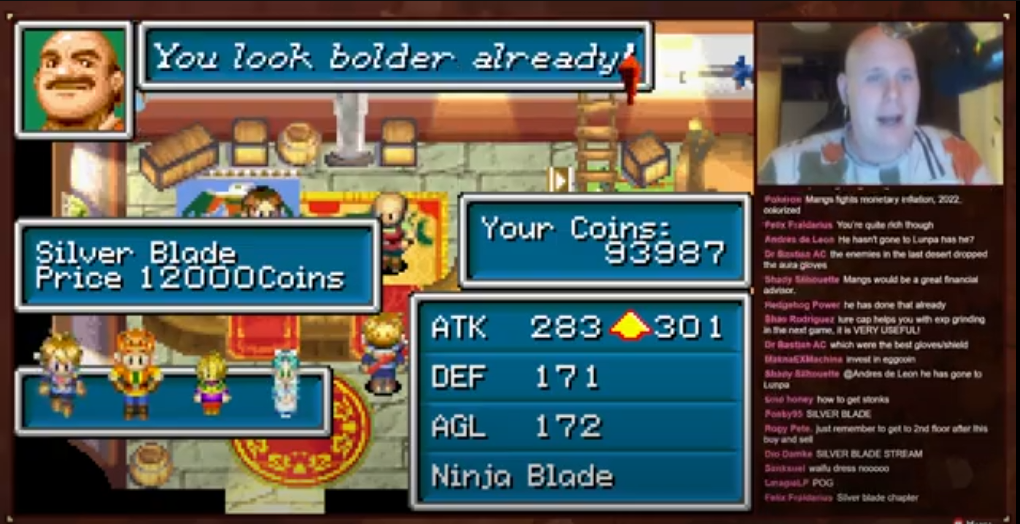 You look bolder already!
Silver Blade
Price 12000Coins
Your Coins:
93987
ATK 283 301
DEF 171
AGL 172
Ninja Blade
Mangs fights monetary inflation, 2022,
colorized
Felix Fraldarius You're quite rich though
Andres de Leon He hasn't gone to Lunpa has he?
Dr Bastian AC the enemies in the last desert dropped
the aura gloves
Shady Silhouette Mangs would be a great financial
advisor.
Hedgehog Power he has done that already
Shao Rodriguez lure cap helps you with exp grinding
in the next game, it is VERY USEFUL!
Dr Bastian AC which were the best gloves/shield
invest in eggcoin
Shady Silhouette @Andres de Leon he has gone to
Lunpa
honey how to get stonks
SILVER BLADE
Rogy Pete. just remember to get to 2nd floor after this
buy and sell
Dio Damke SILVER BLADE STREAM
waifu dress nooooo
POG
Felix Fraldarius Silver blade chapter